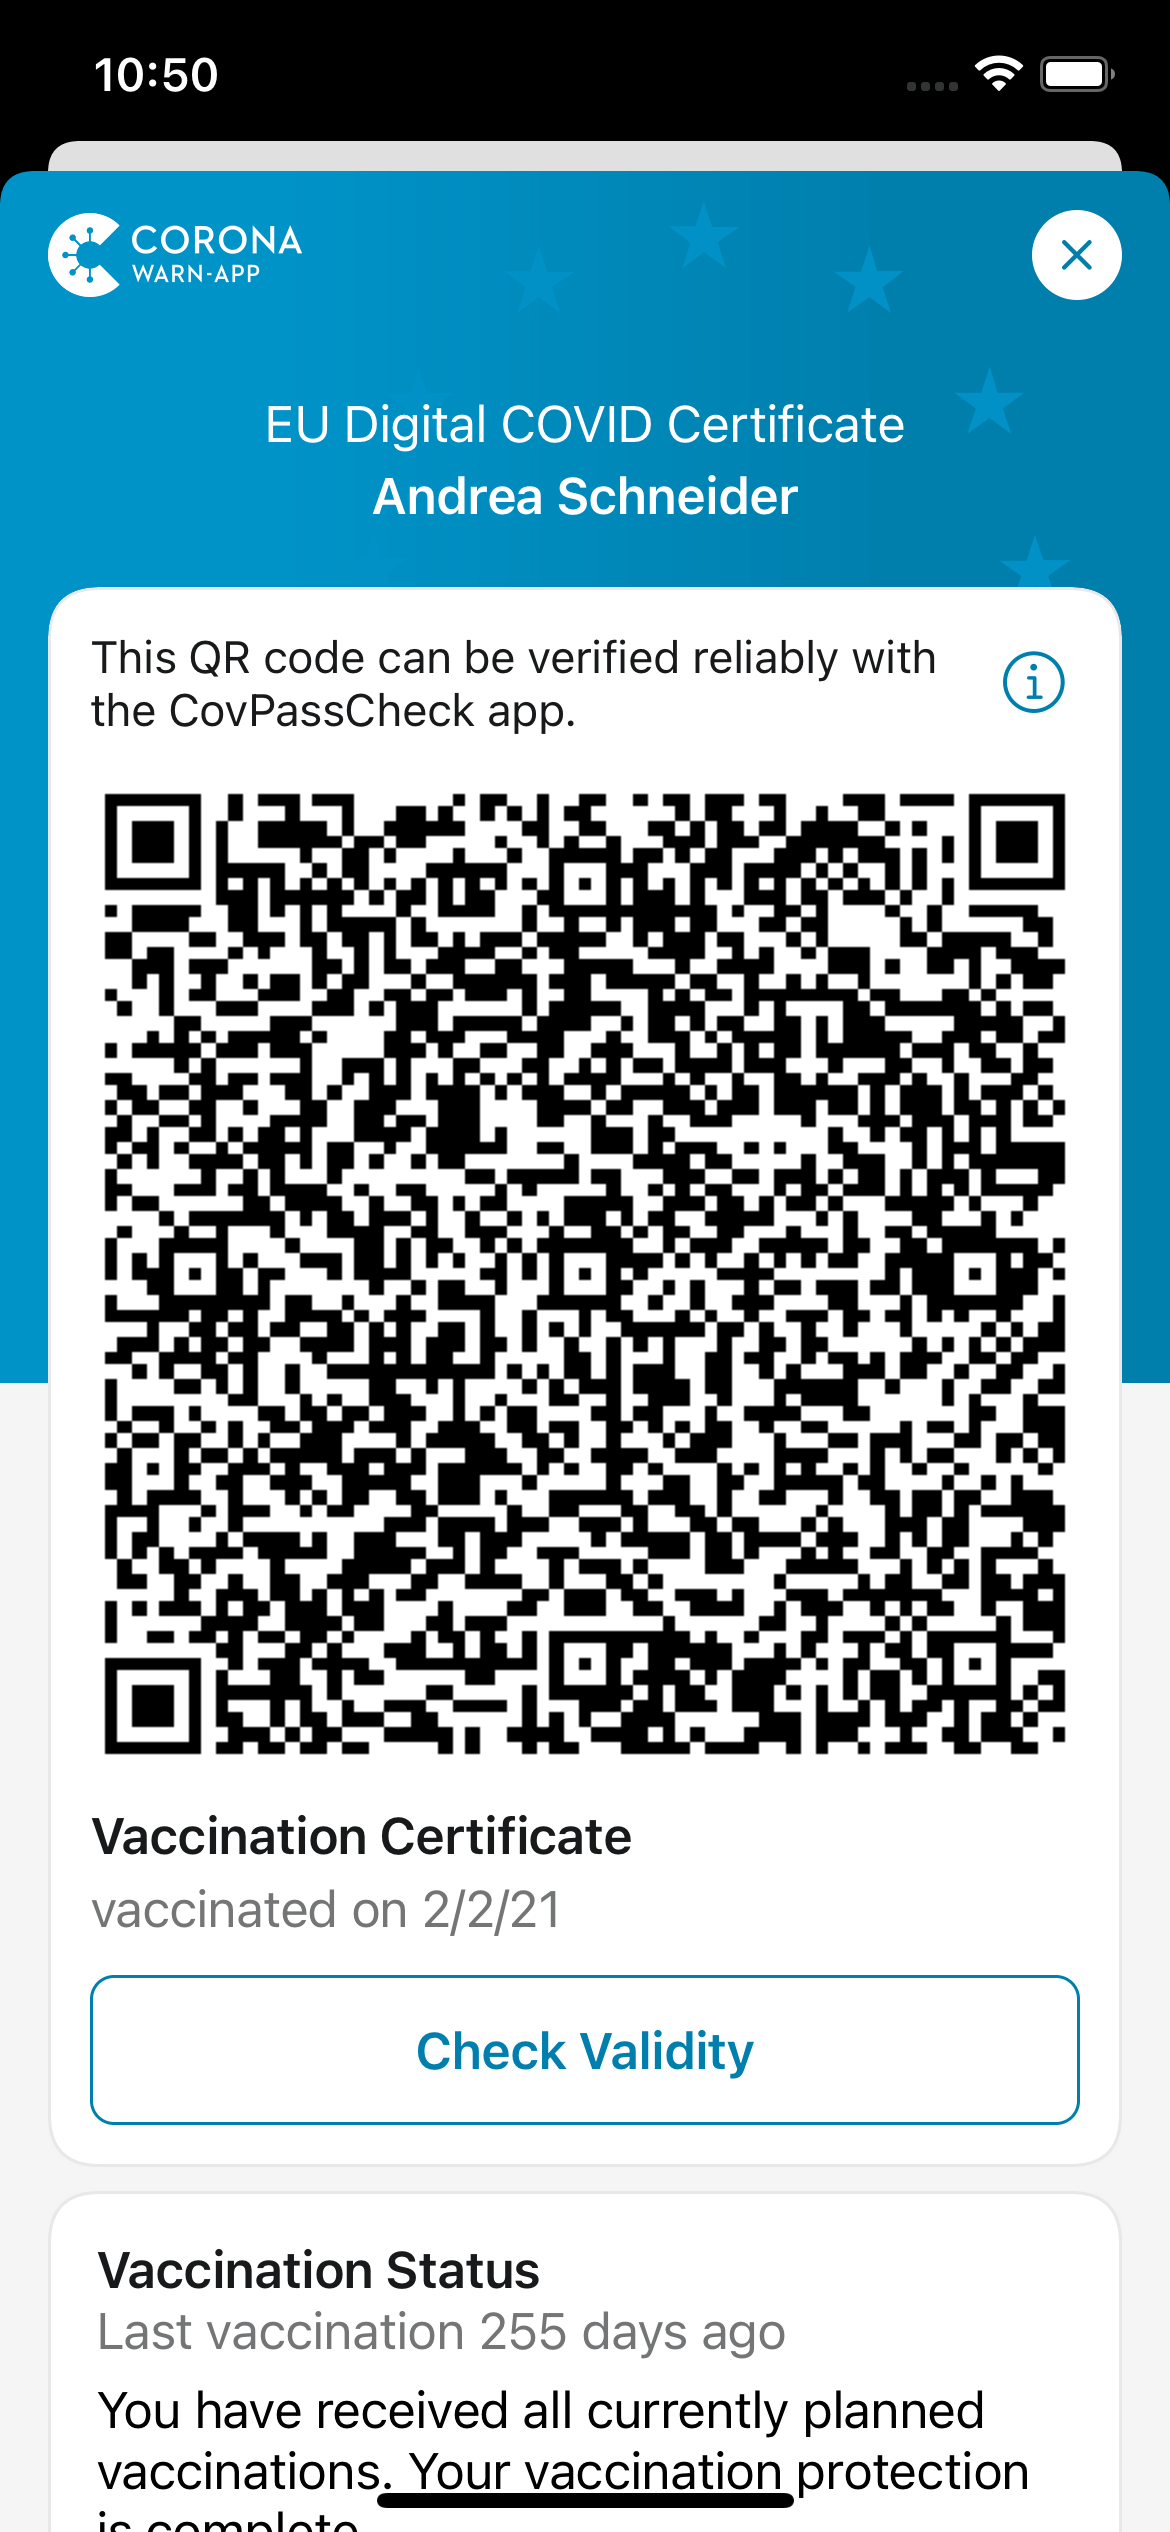 10:50
CORONA
WARN-APP
EU Digital COVID Certificate
Andrea Schneider
This QR code can be verified reliably with
the CovPassCheck app.
Vaccination Certificate
vaccinated on 2/2/21
Check Validity
Vaccination Status
Last vaccination 255 days ago
You have received all currently planned
vaccinations. Your vaccination protection
is complete